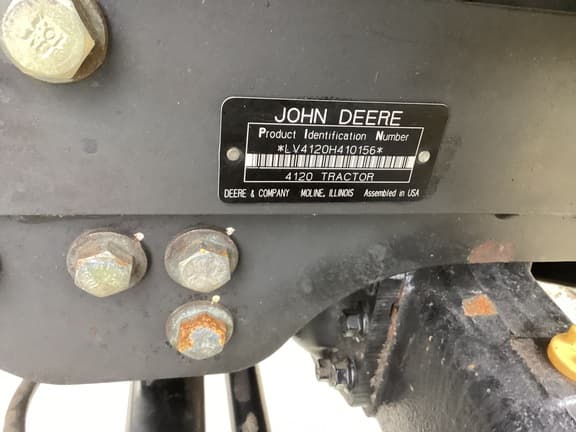 JOHN DEERE
Product Identification Number
*LV4120H410156*
4120 TRACTOR
DEERE & COMPANY MOLINE, ILLINOIS Assembled in USA